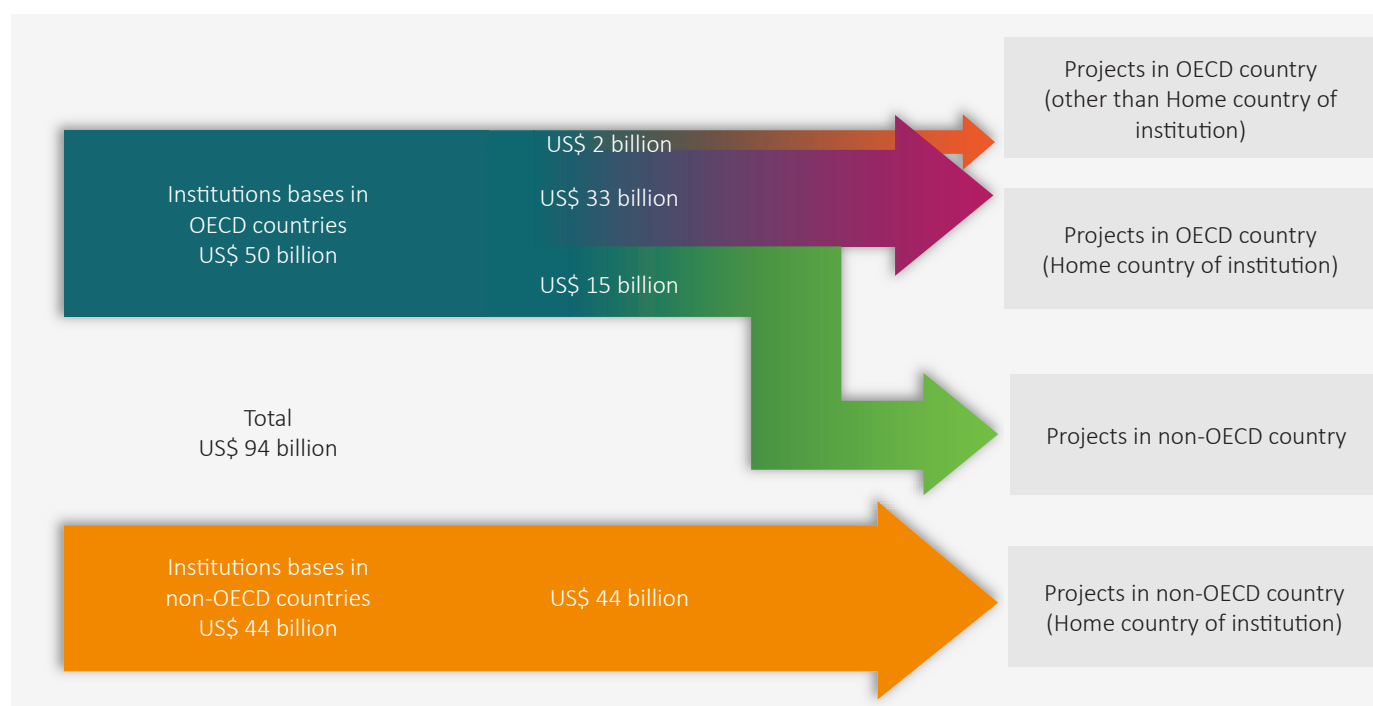 Projects in OECD country
(other than Home country of
institution)
US$ 2 billion
Institutions bases in
OECD countries
US$ 50 billion
US$ 33 billion
Projects in OECD country
(Home country of institution)
US$ 15 billion
Total
US$ 94 billion
Projects in non-OECD country
Institutions bases in
non-OECD countries
US$ 44 billion
US$ 44 billion
Projects in non-OECD country
(Home country of institution)